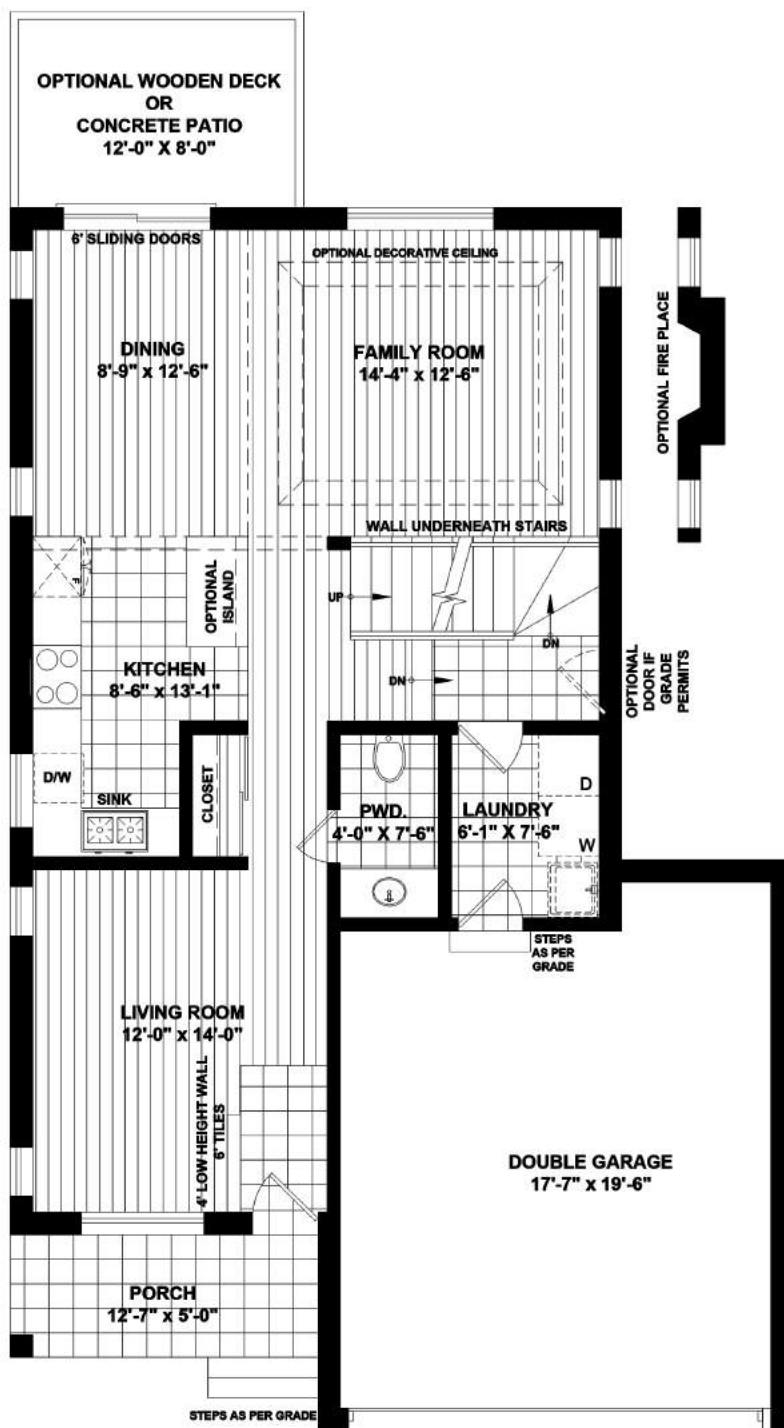 OPTIONAL WOODEN DECK
OR
CONCRETE PATIO
12'-0" X 8'-0"
6' SLIDING DOORS
OPTIONAL DECORATIVE CEILING
DINING
8'-9" x 12'-6"
FAMILY ROOM
14'-4" x 12'-6"
OPTIONAL FIRE PLACE
WALL UNDERNEATH STAIRS
F
OPTIONAL
ISLAND
UP
DN
DN
OPTIONAL
DOOR IF
GRADE
PERMITS
KITCHEN
8'-6" x 13'-1"
D/W
SINK
CLOSET
PWD.
4'-0" X 7'-6"
LAUNDRY
6'-1" X 7'-6"
D
W
STEPS
AS PER
GRADE
LIVING ROOM
12'-0" x 14'-0"
4' LOW HEIGHT WALL
6' TILES
DOUBLE GARAGE
17'-7" x 19'-6"
PORCH
12'-7" x 5'-0"
STEPS AS PER GRADE